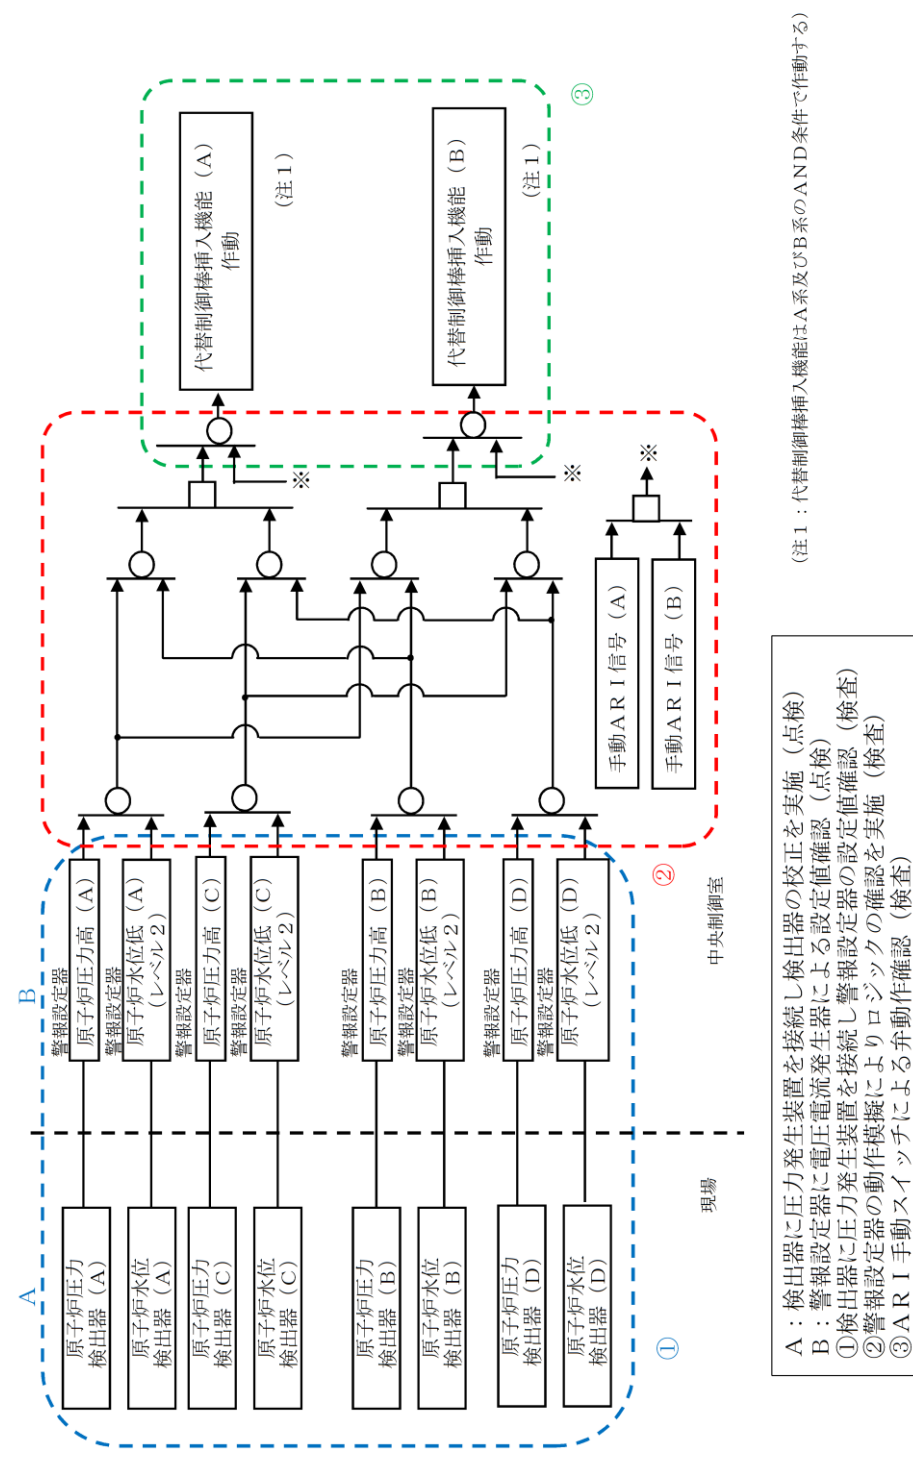 A
B
原子炉圧力
検出器（A）
原子炉水位
検出器（A）
原子炉圧力
検出器（C）
原子炉水位
検出器（C）
原子炉圧力
検出器（B）
原子炉水位
検出器（B）
原子炉圧力
検出器（D）
原子炉水位
検出器（D）
①
現場
警報設定器
原子炉圧力高（A）
警報設定器
原子炉水位低（A）
（レベル２）
警報設定器
原子炉圧力高（C）
警報設定器
原子炉水位低（C）
（レベル２）
警報設定器
原子炉圧力高（B）
警報設定器
原子炉水位低（B）
（レベル２）
警報設定器
原子炉圧力高（D）
警報設定器
原子炉水位低（D）
（レベル２）
②
中央制御室
手動ＡＲＩ信号（A）
手動ＡＲＩ信号（B）
※
※
※
代替制御棒挿入機能（A）
作動
（注１）
代替制御棒挿入機能（B）
作動
（注１）
③
（注１：代替制御棒挿入機能はＡ系及びＢ系のＡＮＤ条件で作動する）
Ａ：検出器に圧力発生装置を接続し検出器の校正を実施（点検）
Ｂ：警報設定器に電圧電流発生器による設定値確認（点検）
①検出器に圧力発生装置を接続し警報設定器の設定値確認（検査）
②警報設定器の動作模擬によりロジックの確認を実施（検査）
③ＡＲＩ手動スイッチによる弁動作確認（検査）